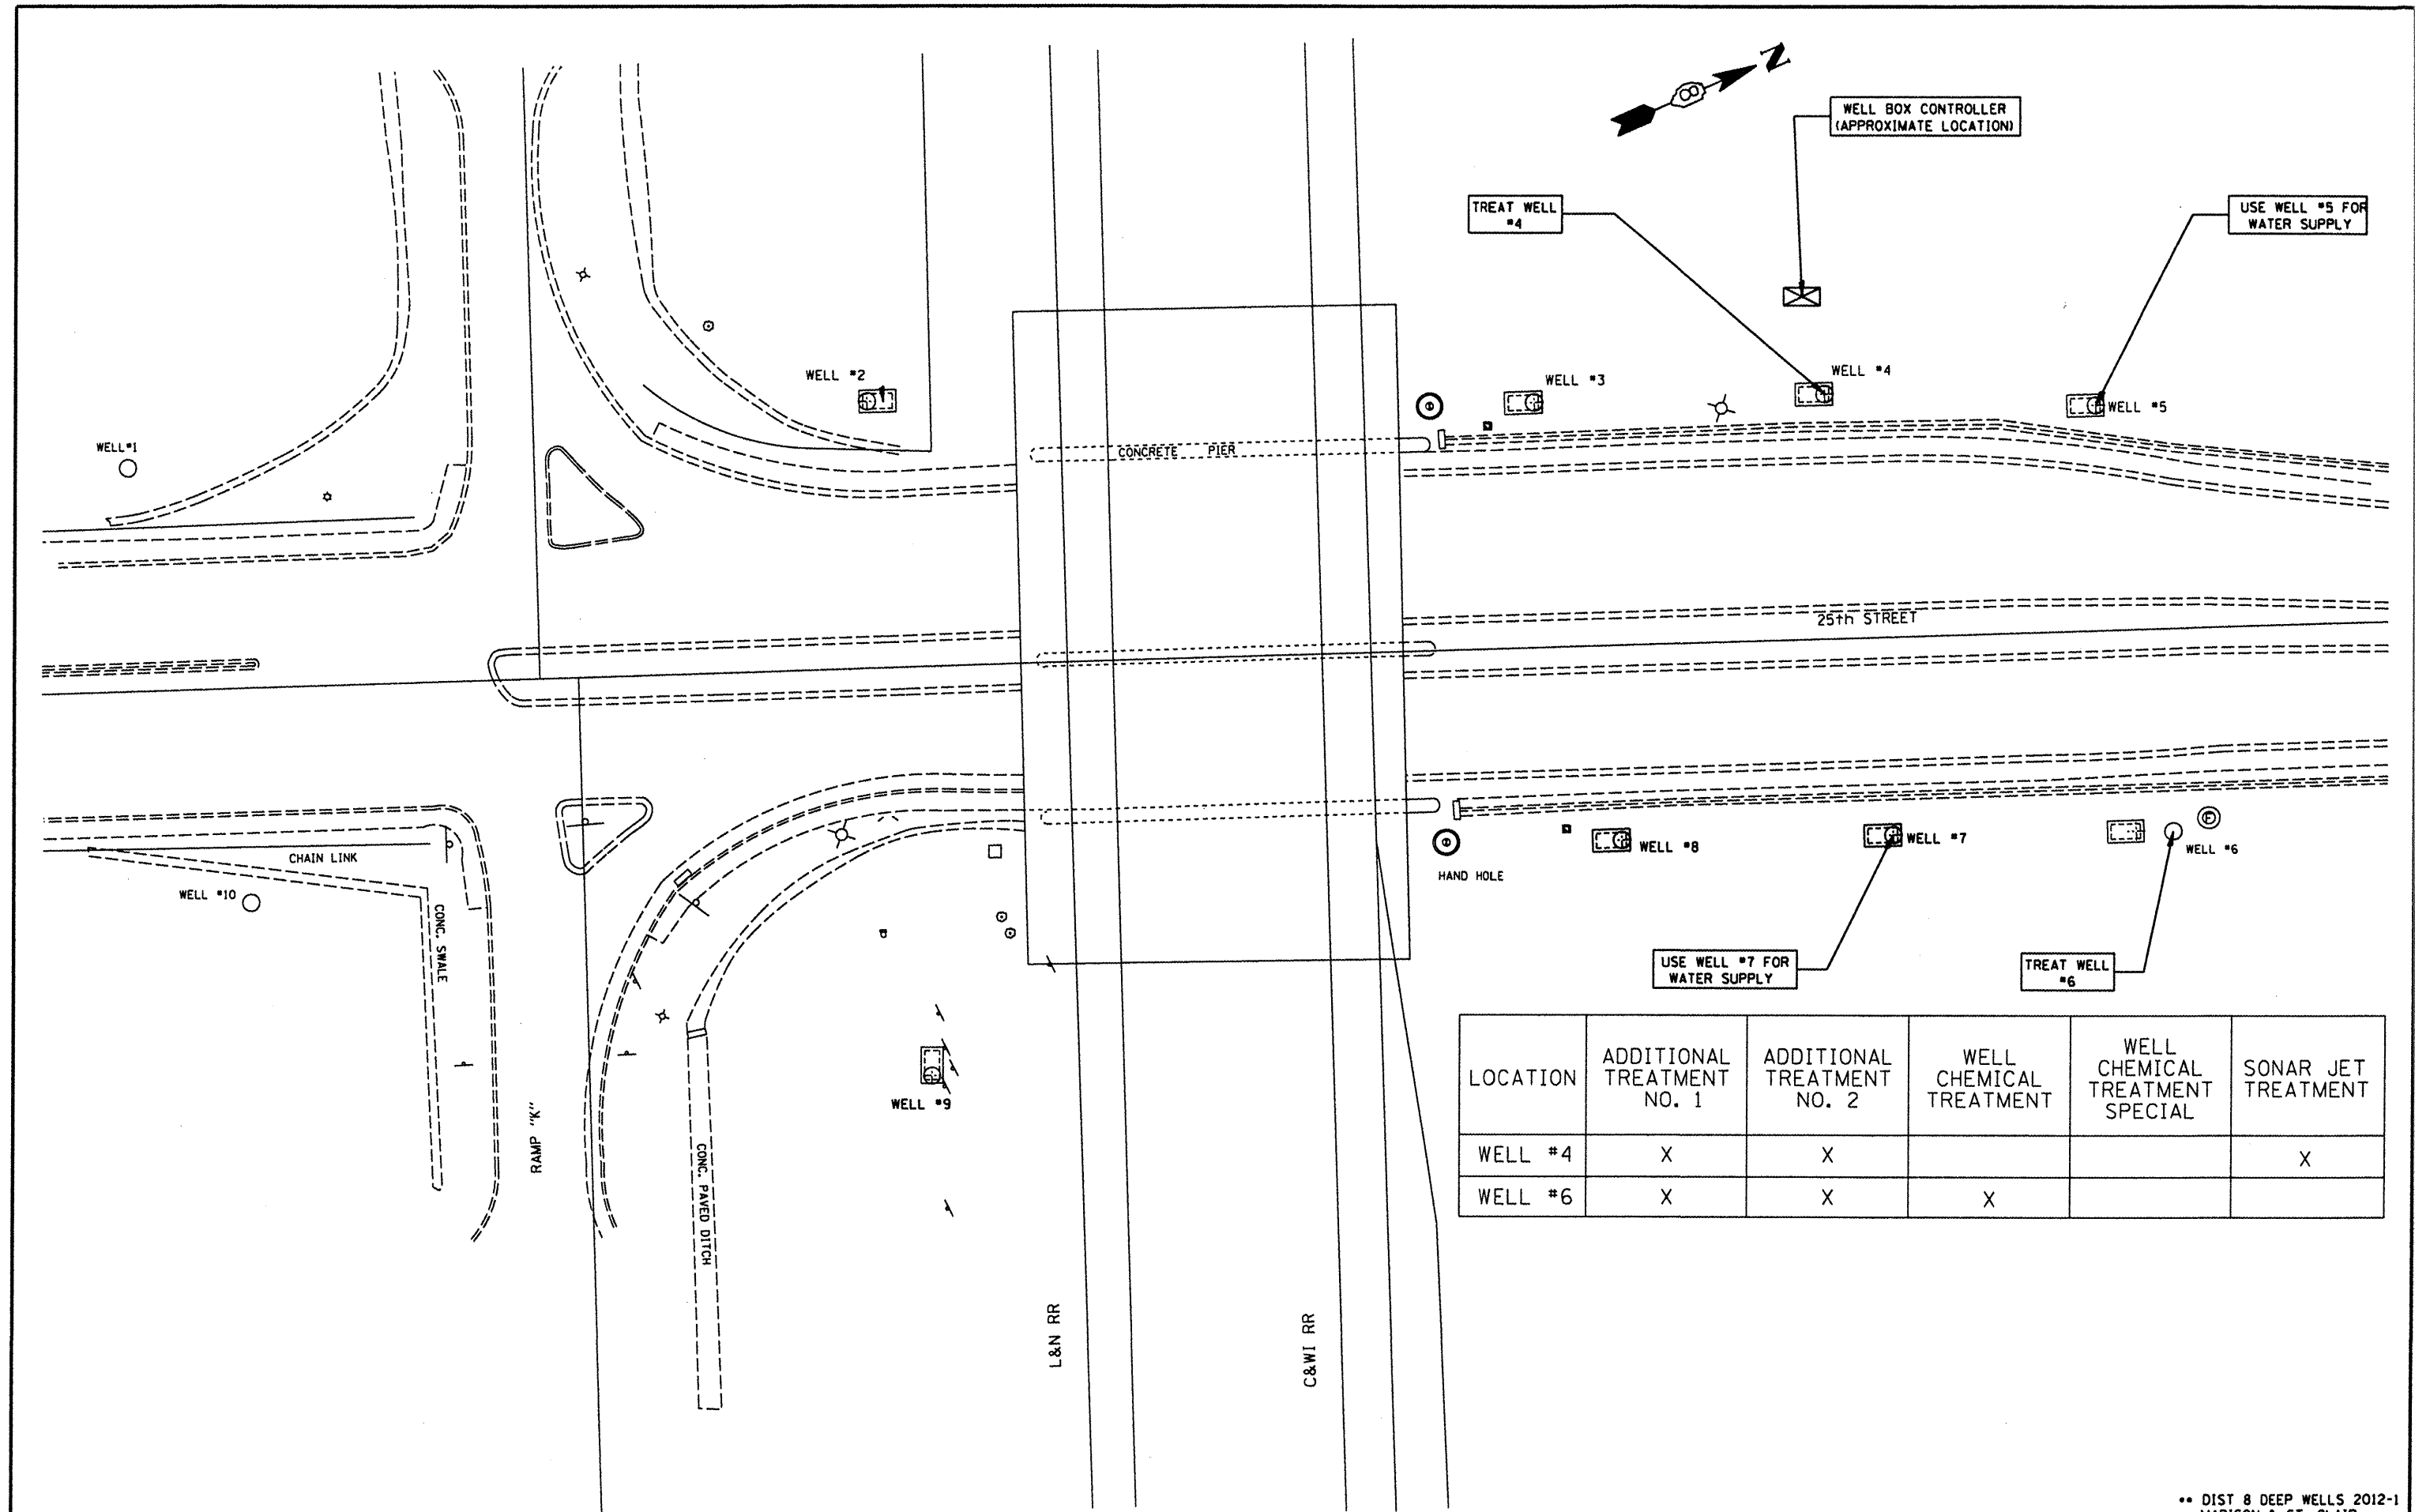 N
WELL BOX CONTROLLER
(APPROXIMATE LOCATION)
TREAT WELL
#4
USE WELL #5 FOR
WATER SUPPLY
WELL #2
WELL #3
WELL #4
WELL #5
WELL#1
CONCRETE PIER
25th STREET
CHAIN LINK
WELL #10
CONC. SWALE
WELL #8
WELL #7
WELL #6
F
HAND HOLE
USE WELL #7 FOR
WATER SUPPLY
TREAT WELL
#6
WELL #9
RAMP "K"
CONC. PAVED DITCH
L&N RR
C&WI RR
LOCATION
ADDITIONAL
TREATMENT
NO. 1
ADDITIONAL
TREATMENT
NO. 2
WELL
CHEMICAL
TREATMENT
WELL
CHEMICAL
TREATMENT
SPECIAL
SONAR JET
TREATMENT
WELL #4 X X X
WELL #6 X X X
** DIST 8 DEEP WELLS 2012-1